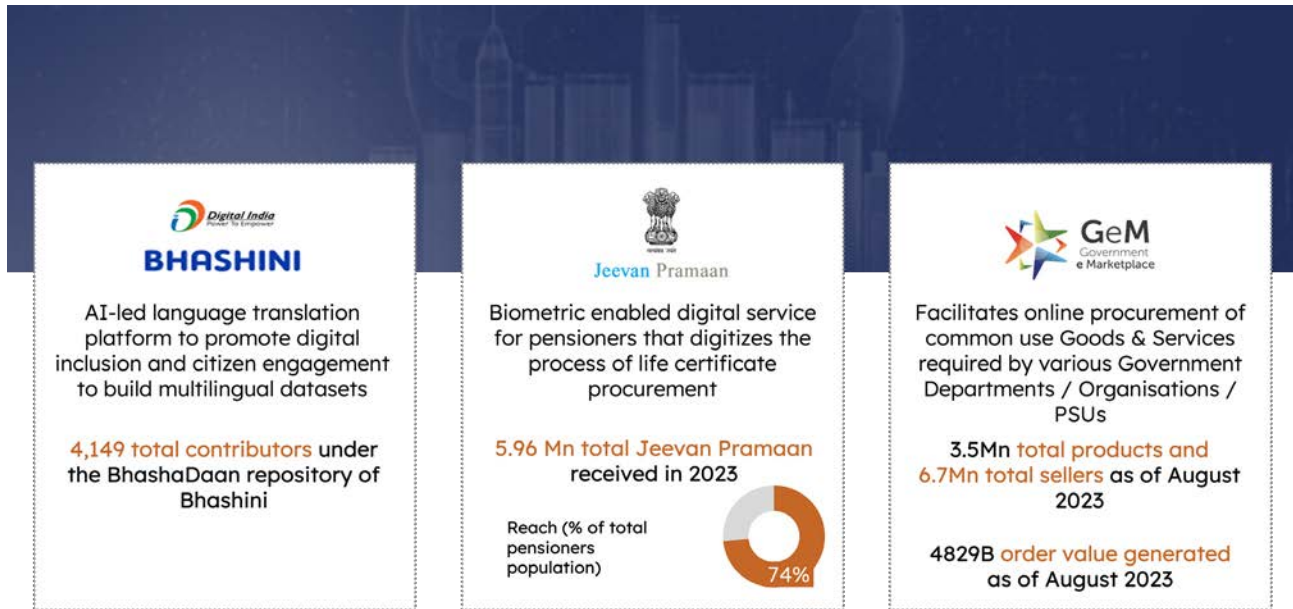 Digital India
Power To Empower
BHASHINI
AI-led language translation
platform to promote digital
inclusion and citizen engagement
to build multilingual datasets
4,149 total contributors under
the BhashaDaan repository of
Bhashini
Jeevan Pramaan
Biometric enabled digital service
for pensioners that digitizes the
process of life certificate
procurement
5.96 Mn total Jeevan Pramaan
received in 2023
Reach (% of total
pensioners
population)
74%
GeM
Government
e Marketplace
Facilitates online procurement of
common use Goods & Services
required by various Government
Departments / Organisations /
PSUs
3.5Mn total products and
6.7Mn total sellers as of August
2023
4829B order value generated
as of August 2023